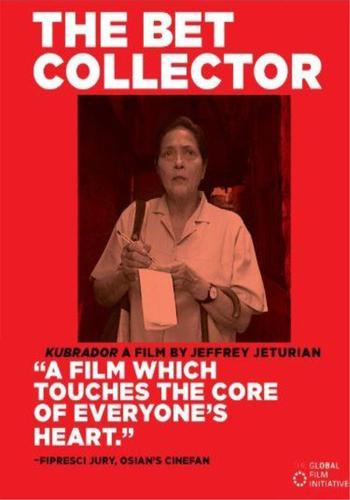 THE BET
COLLECTOR
KUBRADOR A FILM BY JEFFREY JETURIAN
“A FILM WHICH
TOUCHES THE CORE
OF EVERYONE’S
HEART.”
–FIPRESCI JURY, OSIAN’S CINEFAN
THE GLOBAL
FILM
INITIATIVE